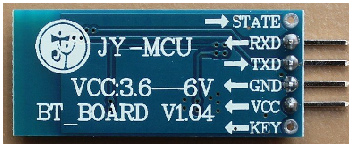 JY-MCU
VCC:3.6—6V
BT_BOARD V1.04
STATE
RXD
TXD
GND
VCC
KEY